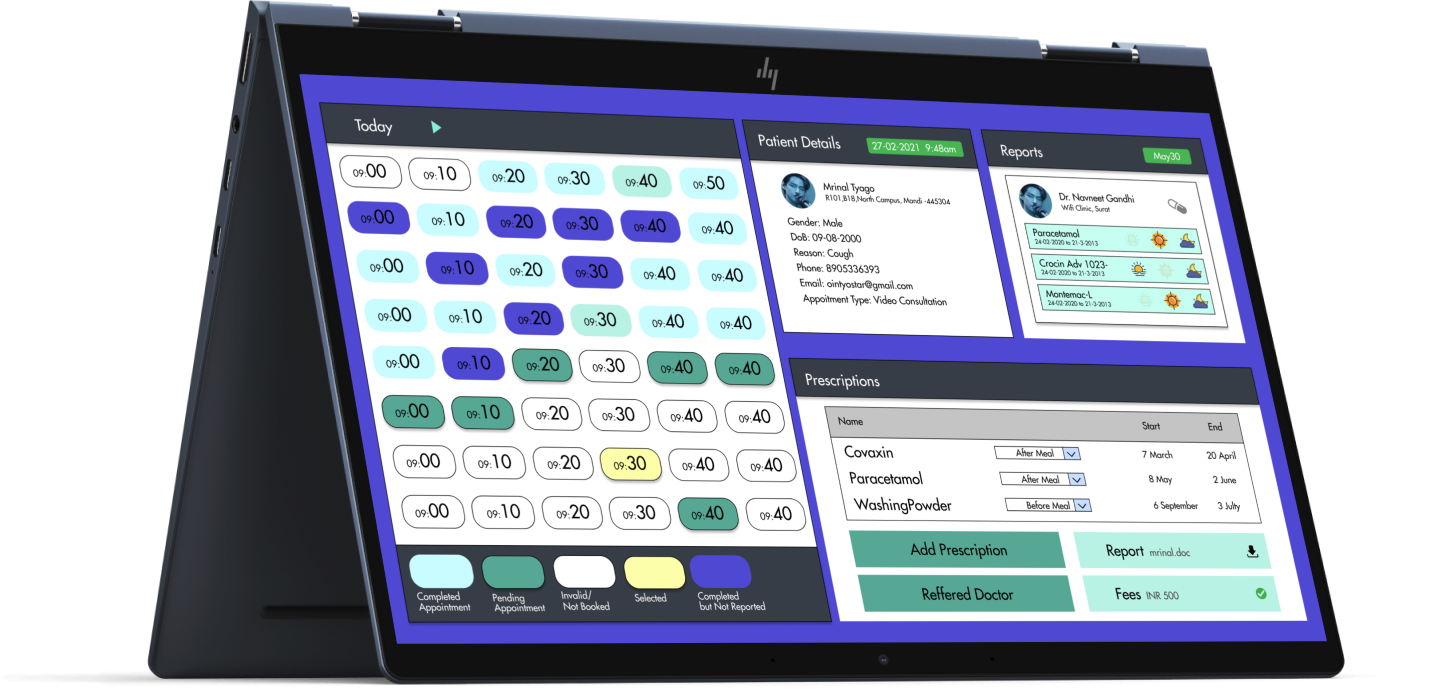 hp
Today
09:00 09:10 09:20 09:30 09:40 09:50
09:00 09:10 09:20 09:30 09:40 09:40
09:00 09:10 09:20 09:30 09:40 09:40
09:00 09:10 09:20 09:30 09:40 09:40
09:00 09:10 09:20 09:30 09:40 09:40
09:00 09:10 09:20 09:30 09:40 09:40
09:00 09:10 09:20 09:30 09:40 09:40
09:00 09:10 09:20 09:30 09:40 09:40
Completed
Appointment
Pending
Appointment
Invalid/
Not Booked
Selected
Completed
but Not Reported
Patient Details 27-02-2021 9:48am
Mrinal Tyago
R101,B18,North Campus, Mandi -445304
Gender: Male
DoB: 09-08-2000
Reason: Cough
Phone: 8905336393
Email: ointyostar@gmail.com
Appoitment Type: Video Consultation
Reports May30
Dr. Navneet Gandhi
Wifi Clinic, Surat
Paracetamol
24-02-2020 to 21-3-2013
Crocin Adv 1023-
24-02-2020 to 21-3-2013
Montemac-L
24-02-2020 to 21-3-2013
Prescriptions
Name Start End
Covaxin After Meal 7 March 20 April
Paracetamol After Meal 8 May 2 June
WashingPowder Before Meal 6 September 3 Julty
Add Prescription
Report mrinal.doc
Reffered Doctor
Fees INR 500